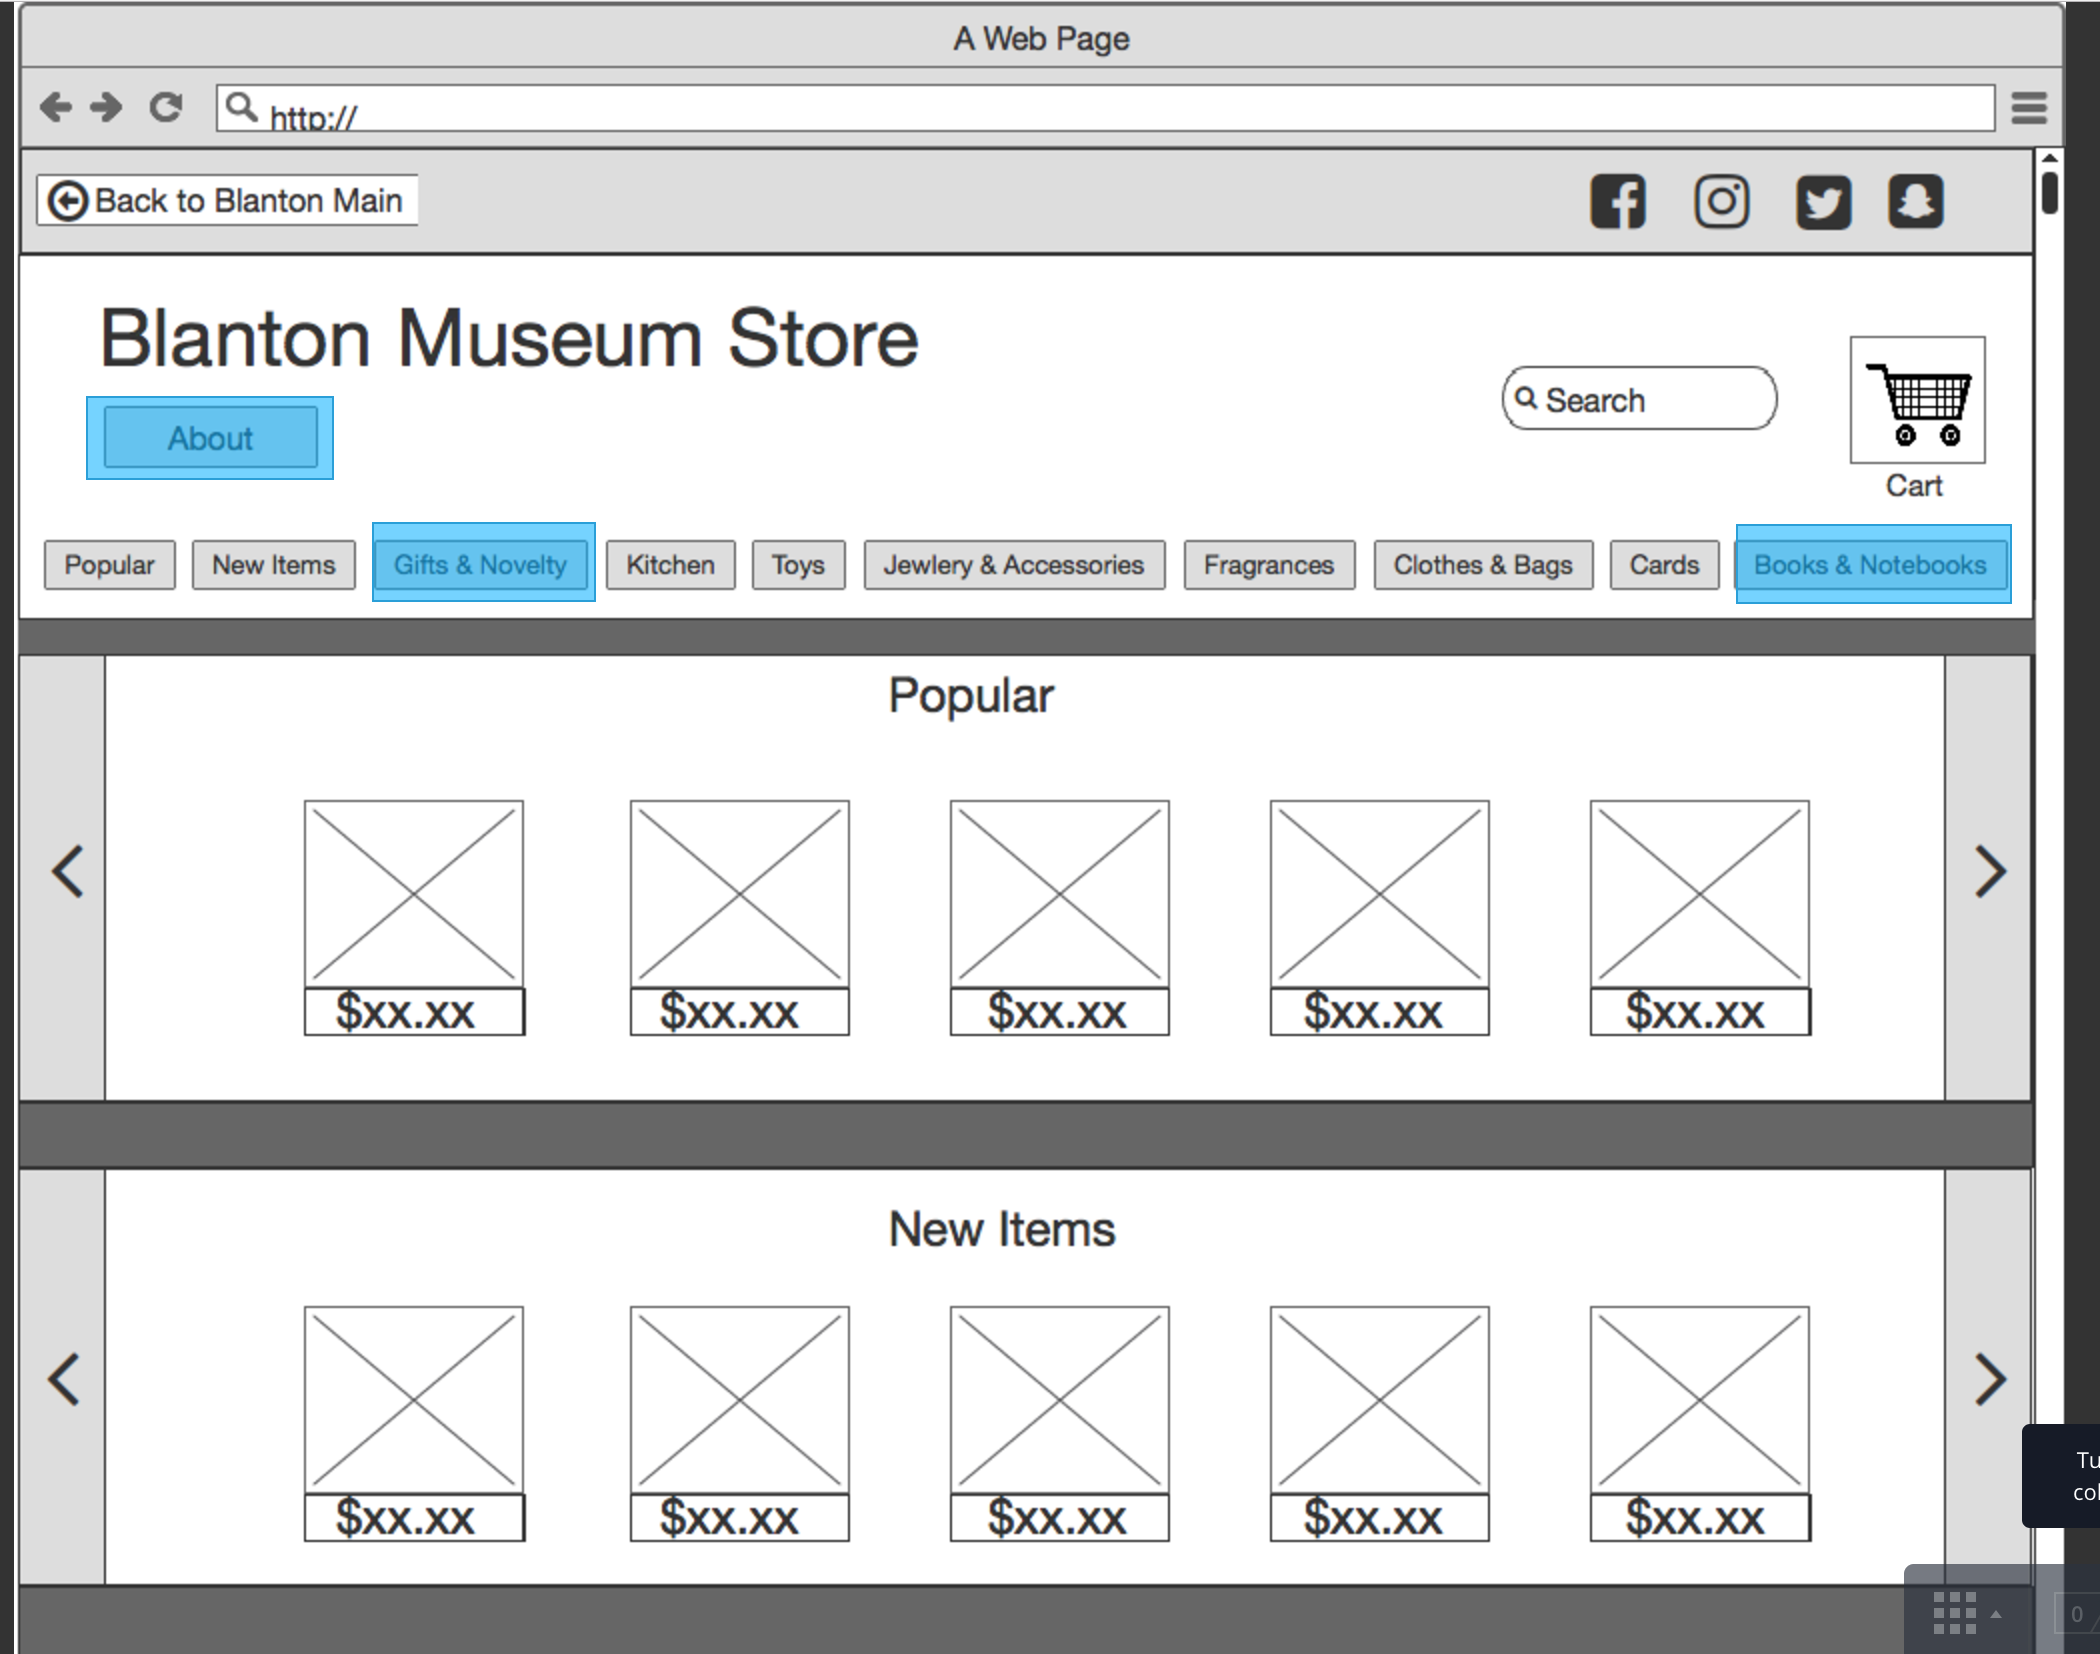 A Web Page
http://
Back to Blanton Main
Blanton Museum Store
Search
About
Cart
Popular New Items Gifts & Novelty Kitchen Toys Jewlery & Accessories Fragrances Clothes & Bags Cards Books & Notebooks
Popular
$xx.xx $xx.xx $xx.xx $xx.xx $xx.xx
New Items
$xx.xx $xx.xx $xx.xx $xx.xx $xx.xx
0